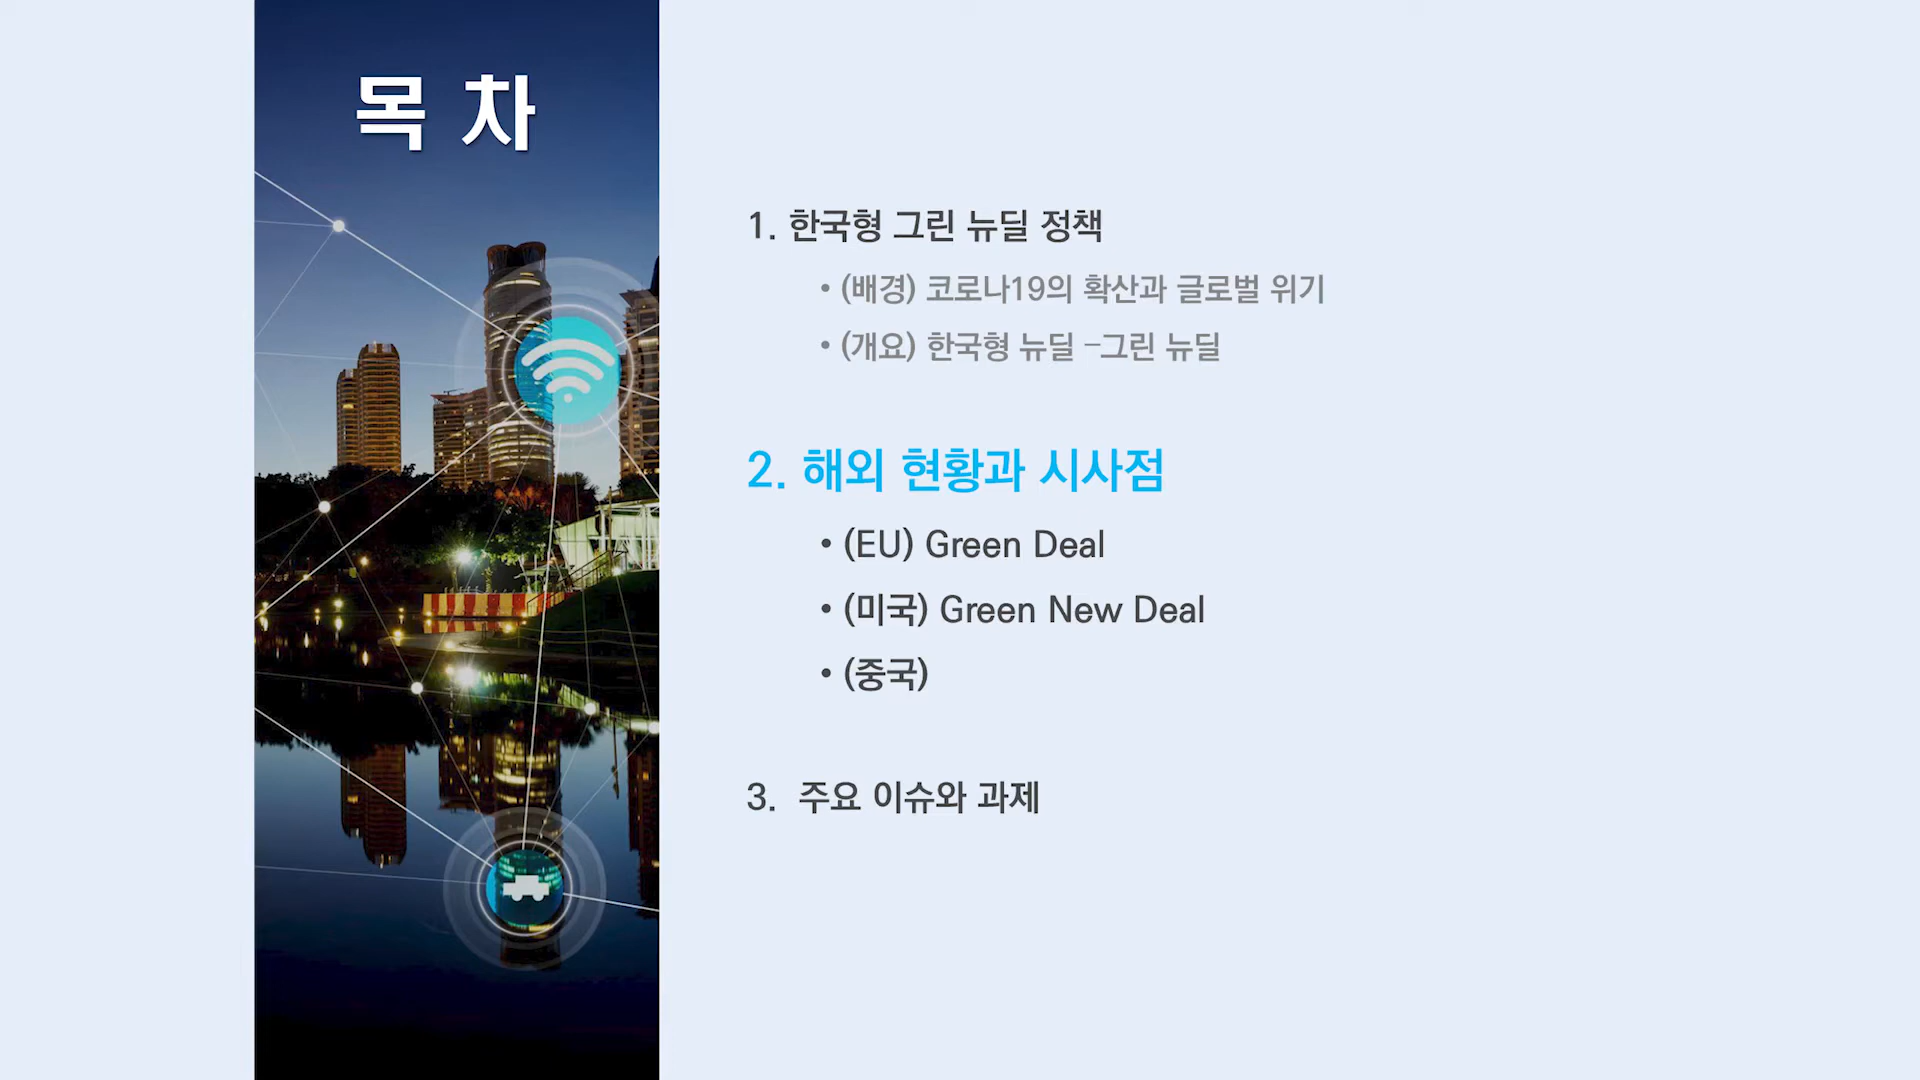 목 차
1. 한국형 그린 뉴딜 정책
• (배경) 코로나19의 확산과 글로벌 위기
• (개요) 한국형 뉴딜 –그린 뉴딜
2. 해외 현황과 시사점
• (EU) Green Deal
• (미국) Green New Deal
• (중국)
3. 주요 이슈와 과제